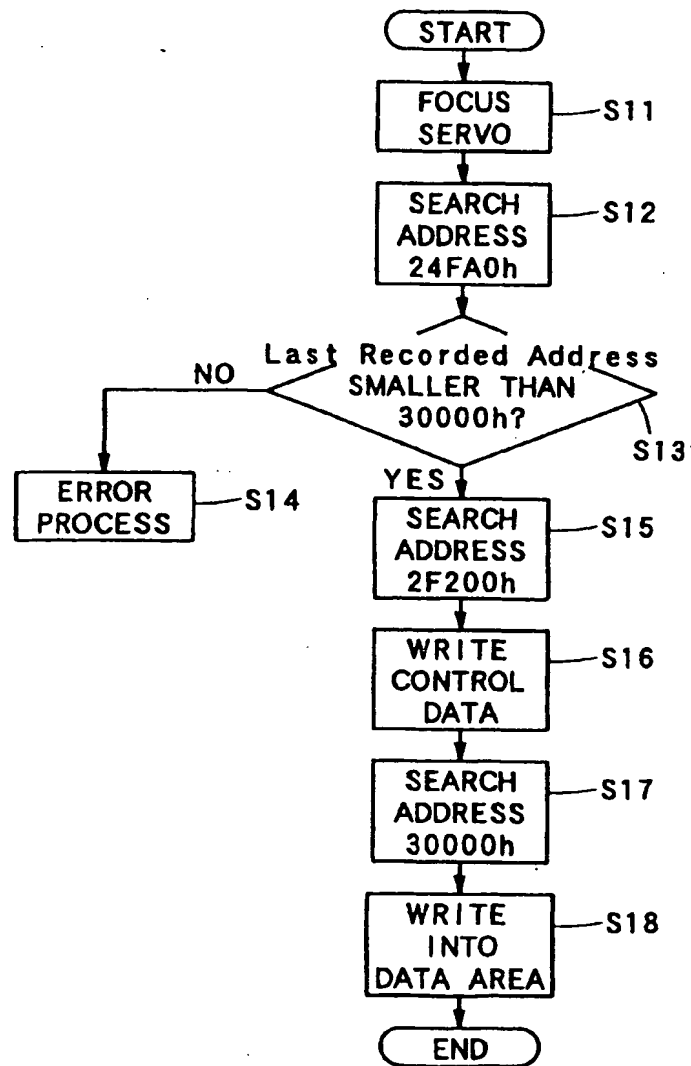 START
FOCUS
SERVO
S11
SEARCH
ADDRESS
24FA0h
S12
Last Recorded Address
SMALLER THAN
30000h?
S13
NO
ERROR
PROCESS
S14
YES
SEARCH
ADDRESS
2F200h
S15
WRITE
CONTROL
DATA
S16
SEARCH
ADDRESS
30000h
S17
WRITE
INTO
DATA AREA
S18
END